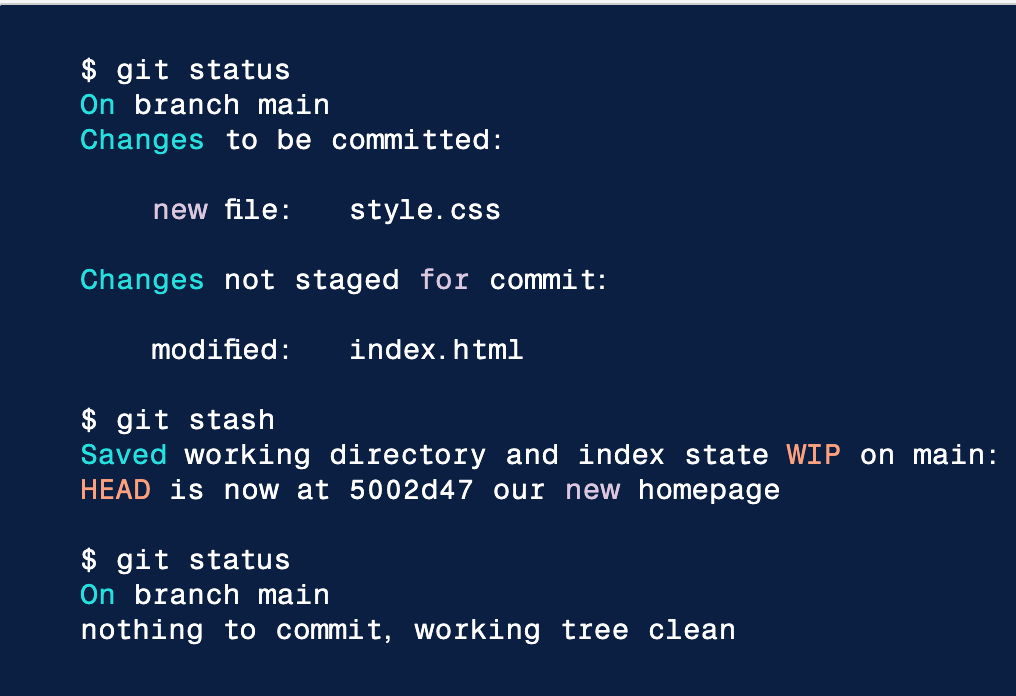 $ git status
On branch main
Changes to be committed:
new file:   style.css
Changes not staged for commit:
modified:   index.html
$ git stash
Saved working directory and index state WIP on main:
HEAD is now at 5002d47 our new homepage
$ git status
On branch main
nothing to commit, working tree clean